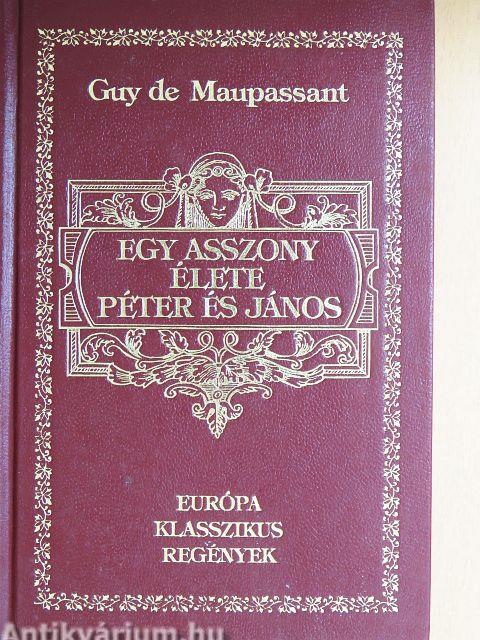 Guy de Maupassant
EGY ASSZONY
ÉLETE
PÉTER ÉS JÁNOS
EURÓPA
KLASSZIKUS
REGÉNYEK
Antikvárium.hu